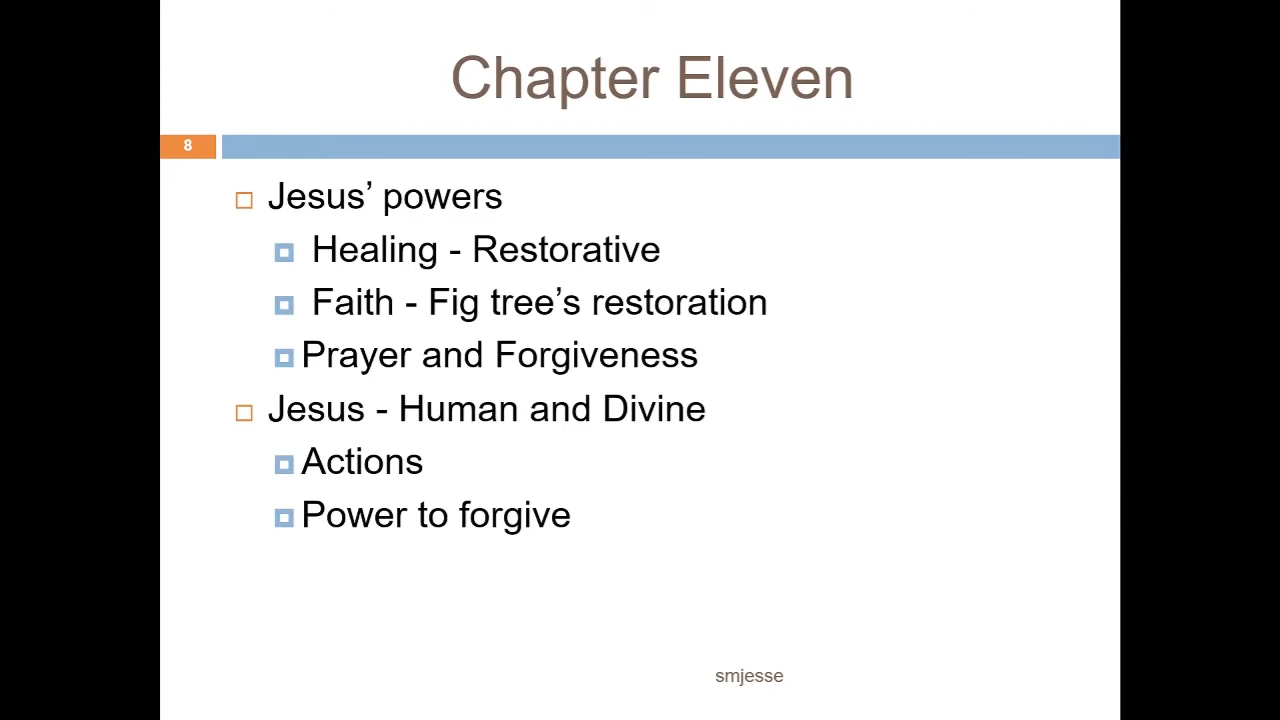 Chapter Eleven
8
Jesus’ powers
Healing - Restorative
Faith - Fig tree’s restoration
Prayer and Forgiveness
Jesus - Human and Divine
Actions
Power to forgive
smjesse